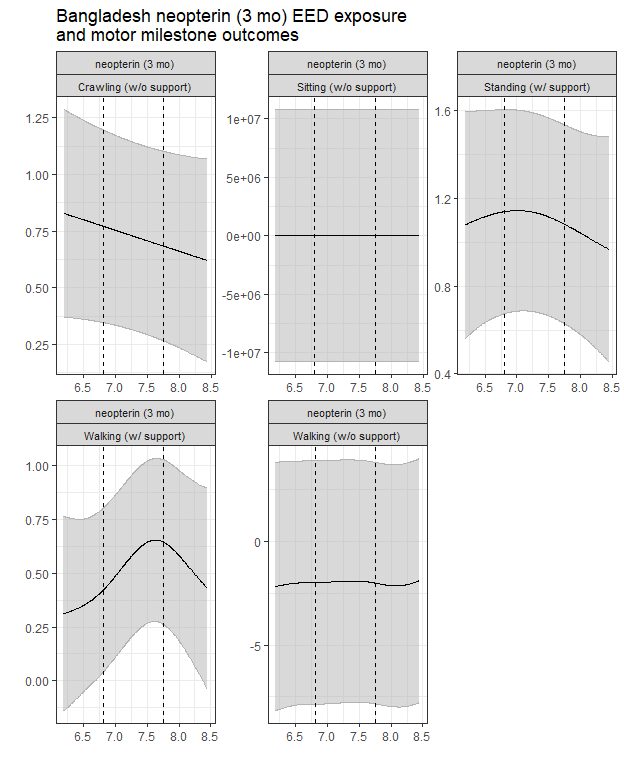 Bangladesh neopterin (3 mo) EED exposure
and motor milestone outcomes
neopterin (3 mo)
Crawling (w/o support)
1.25
1.00
0.75
0.50
0.25
6.5 7.0 7.5 8.0 8.5
neopterin (3 mo)
Sitting (w/o support)
1e+07
5e+06
0e+00
-5e+06
-1e+07
6.5 7.0 7.5 8.0 8.5
neopterin (3 mo)
Standing (w/ support)
1.6
1.2
0.8
0.4
6.5 7.0 7.5 8.0 8.5
neopterin (3 mo)
Walking (w/ support)
1.00
0.75
0.50
0.25
0.00
6.5 7.0 7.5 8.0 8.5
neopterin (3 mo)
Walking (w/o support)
0
-5
6.5 7.0 7.5 8.0 8.5